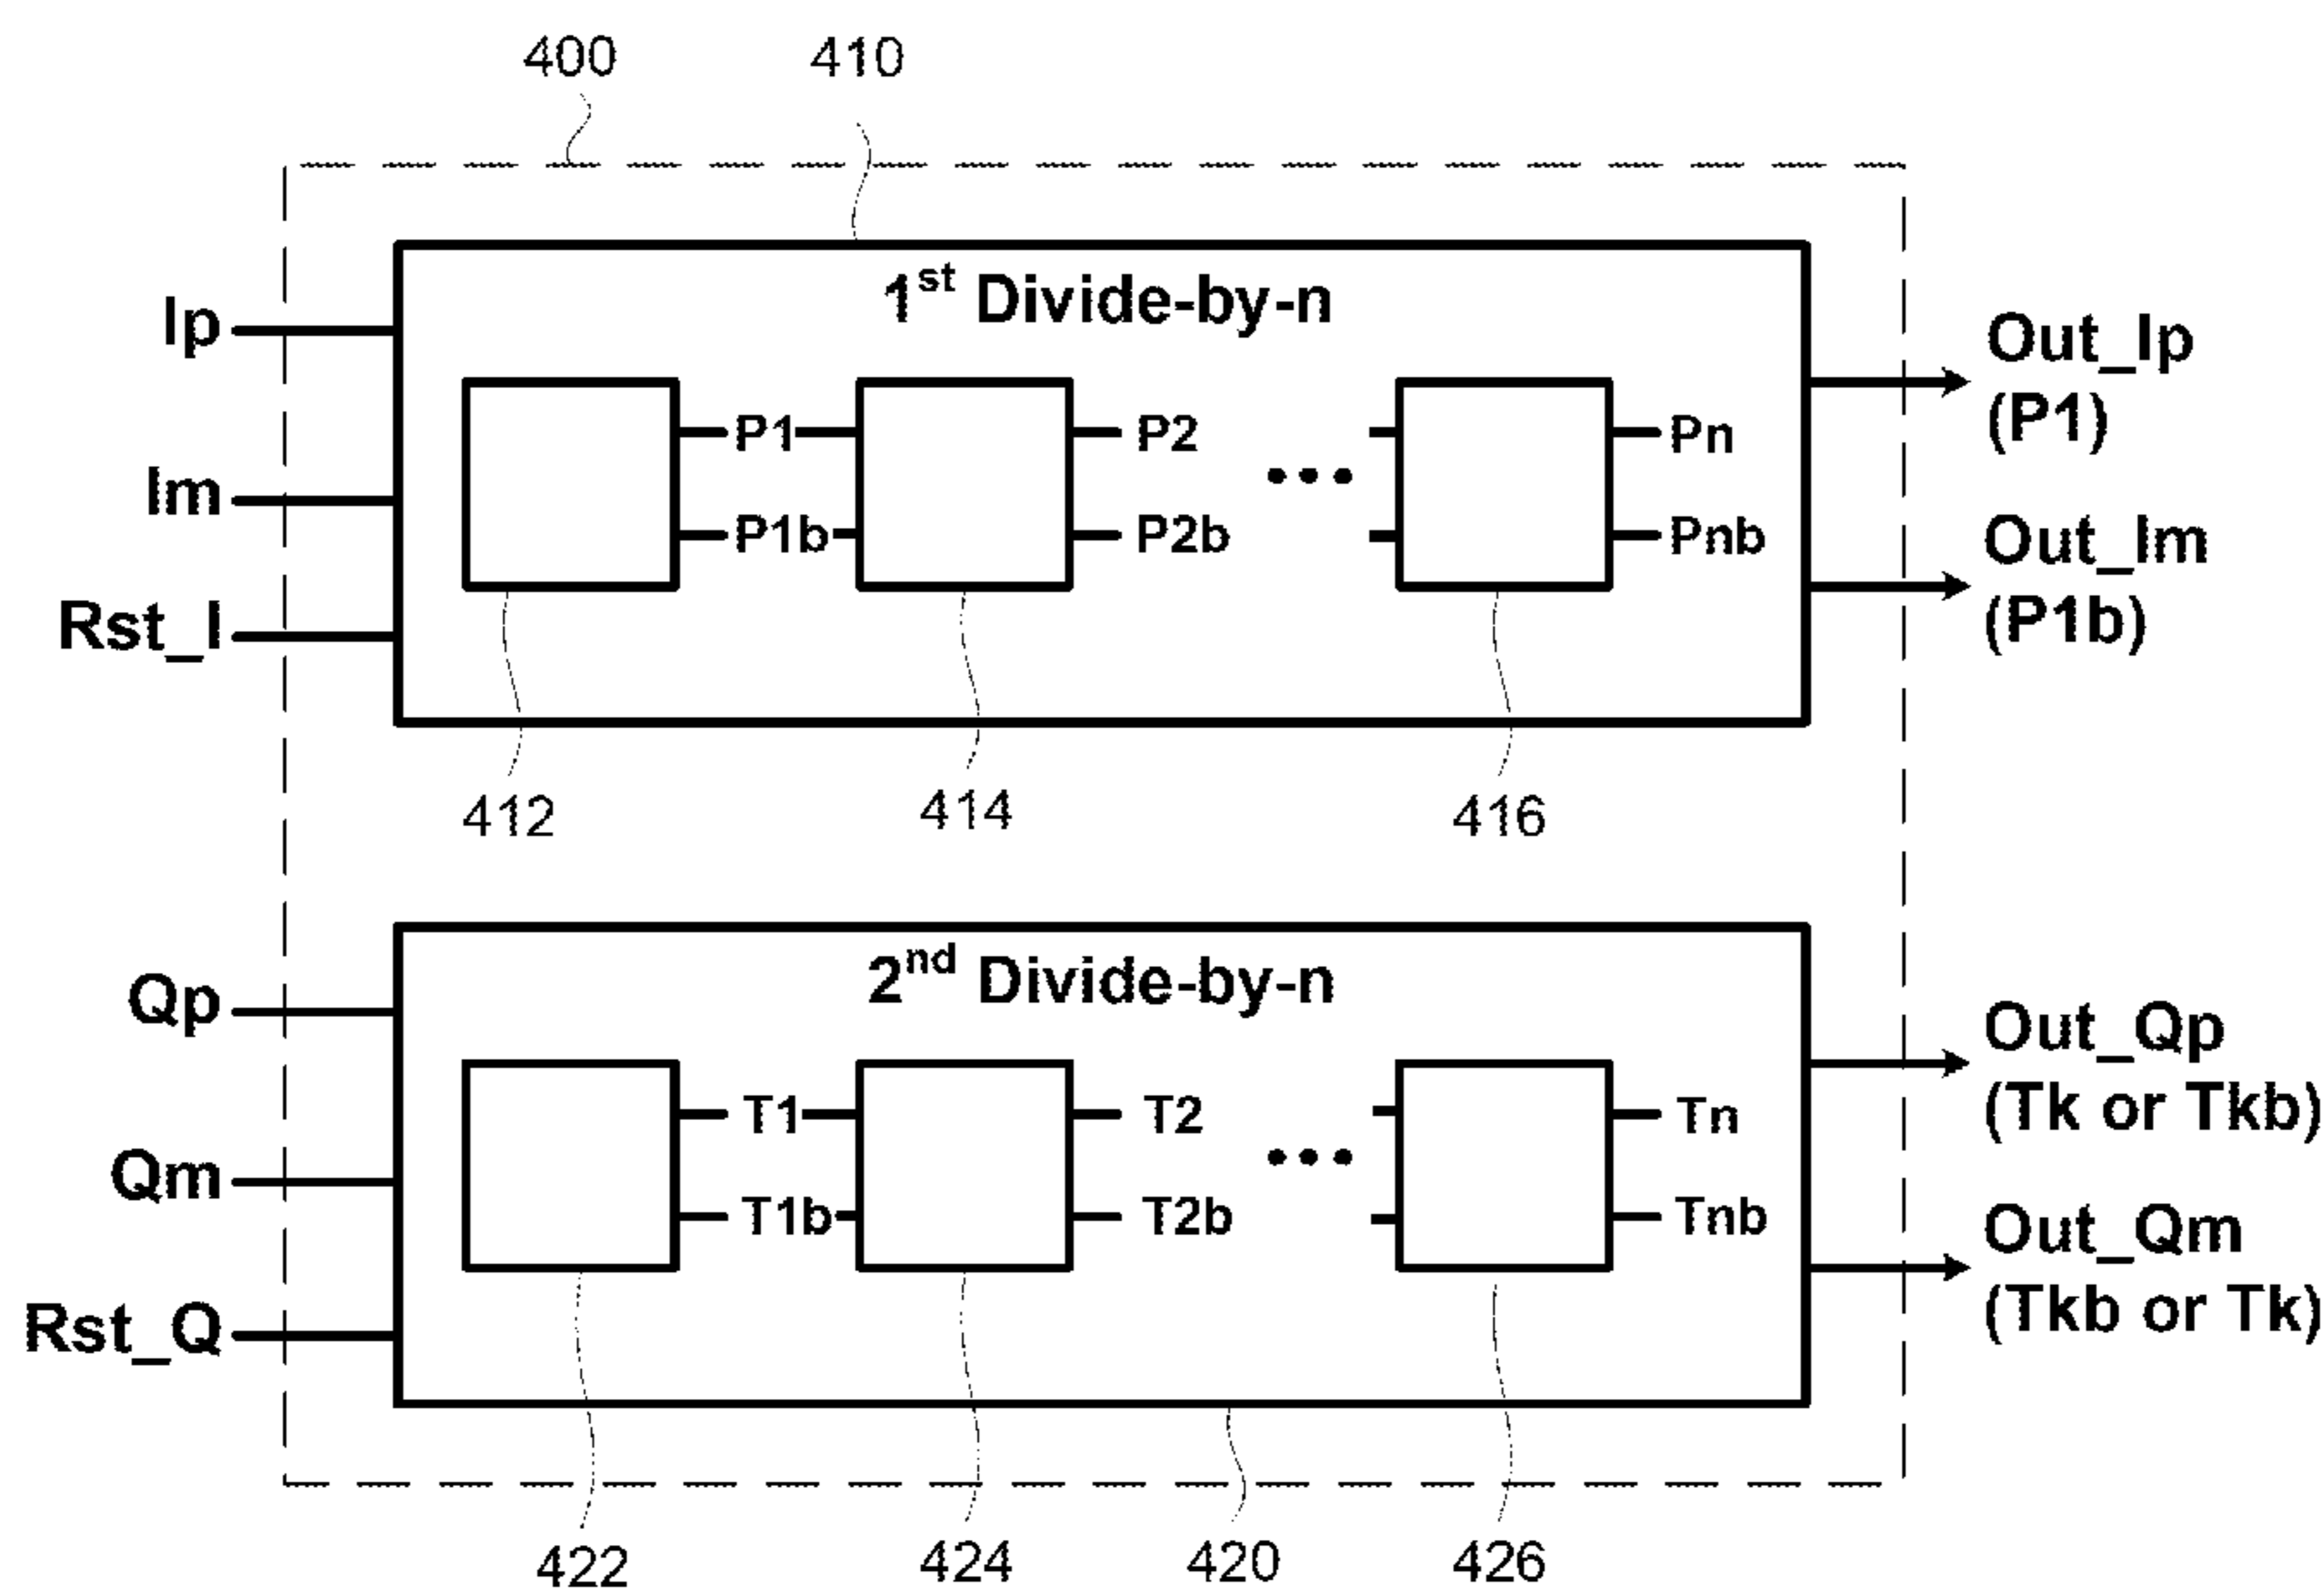 400
410
1st Divide-by-n
Ip
Im
Rst_I
P1
P1b
P2
P2b
•••
Pn
Pnb
Out_Ip
(P1)
Out_Im
(P1b)
412
414
416
2nd Divide-by-n
Qp
Qm
Rst_Q
T1
T1b
T2
T2b
•••
Tn
Tnb
Out_Qp
(Tk or Tkb)
Out_Qm
(Tkb or Tk)
422
424
420
426